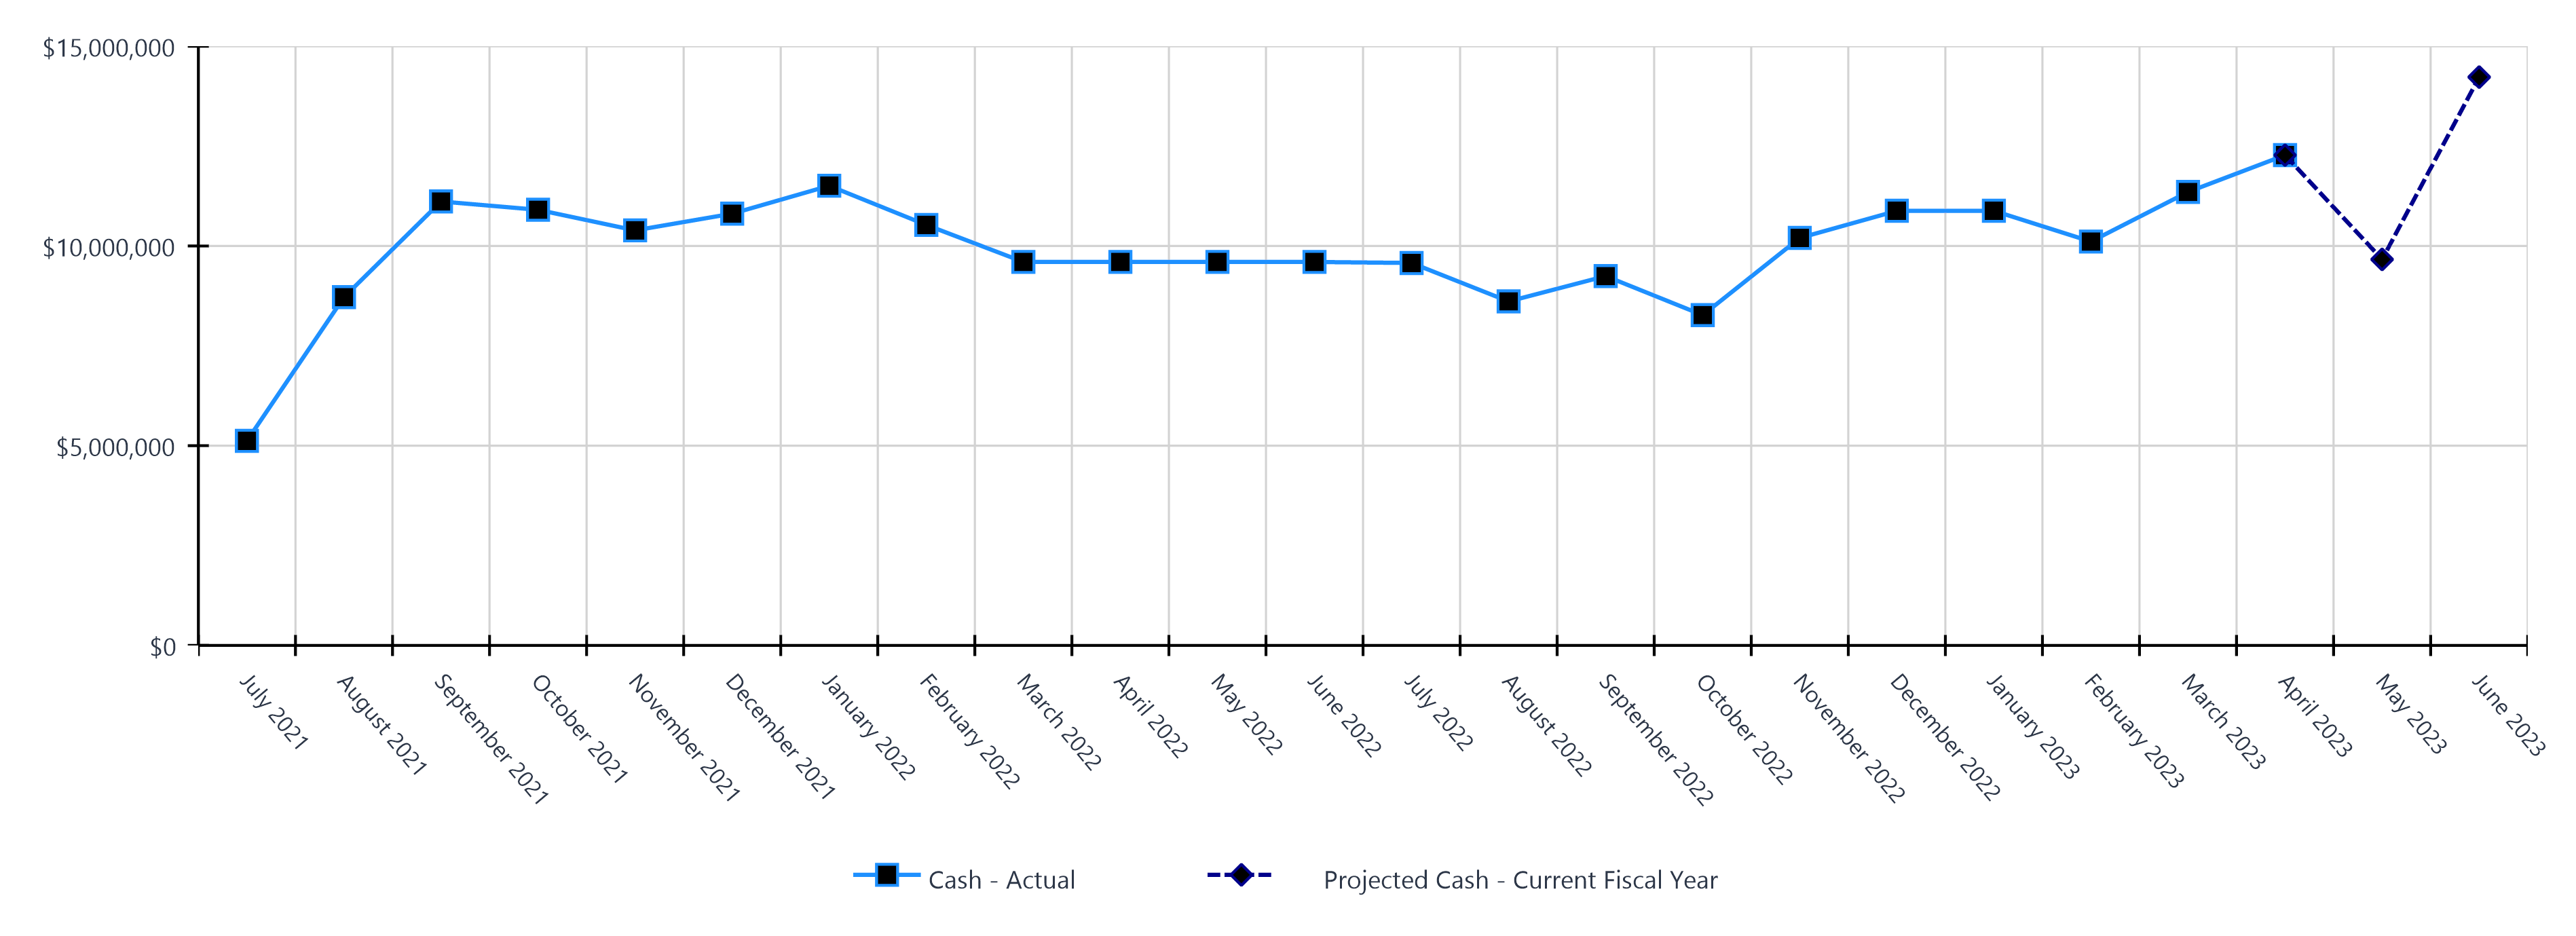 $15,000,000
$10,000,000
$5,000,000
$0
July 2021
August 2021
September 2021
October 2021
November 2021
December 2021
January 2022
February 2022
March 2022
April 2022
May 2022
June 2022
July 2022
August 2022
September 2022
October 2022
November 2022
December 2022
January 2023
February 2023
March 2023
April 2023
May 2023
June 2023
Cash - Actual
Projected Cash - Current Fiscal Year